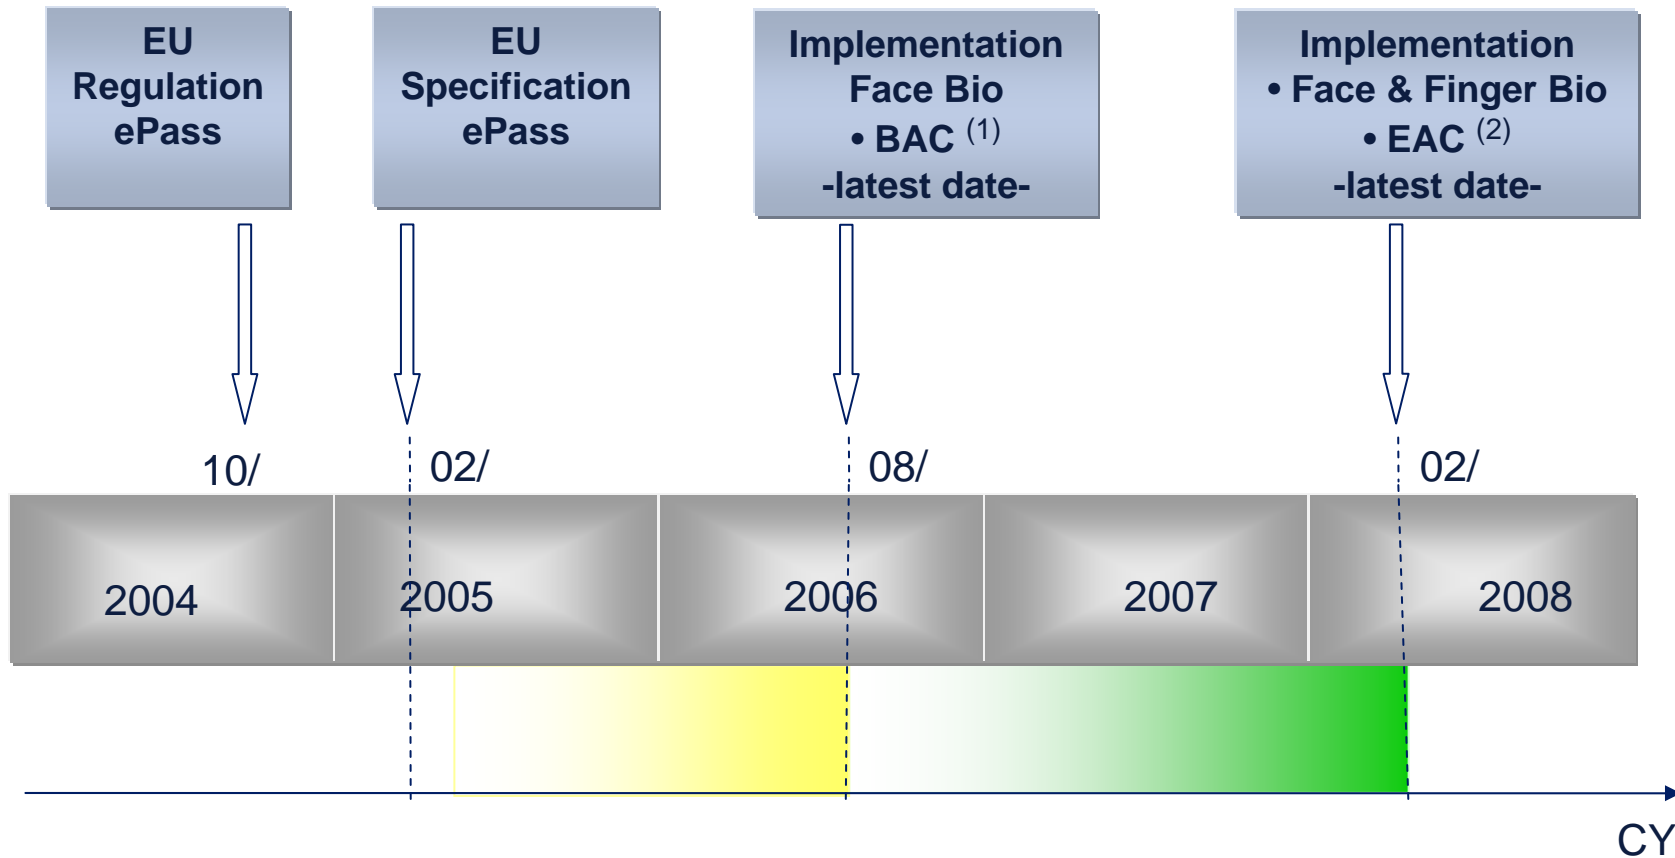 EU
Regulation
ePass
EU
Specification
ePass
Implementation
Face Bio
• BAC (1)
-latest date-
Implementation
• Face & Finger Bio
• EAC (2)
-latest date-
10/
02/
08/
02/
2004
2005
2006
2007
2008
CY